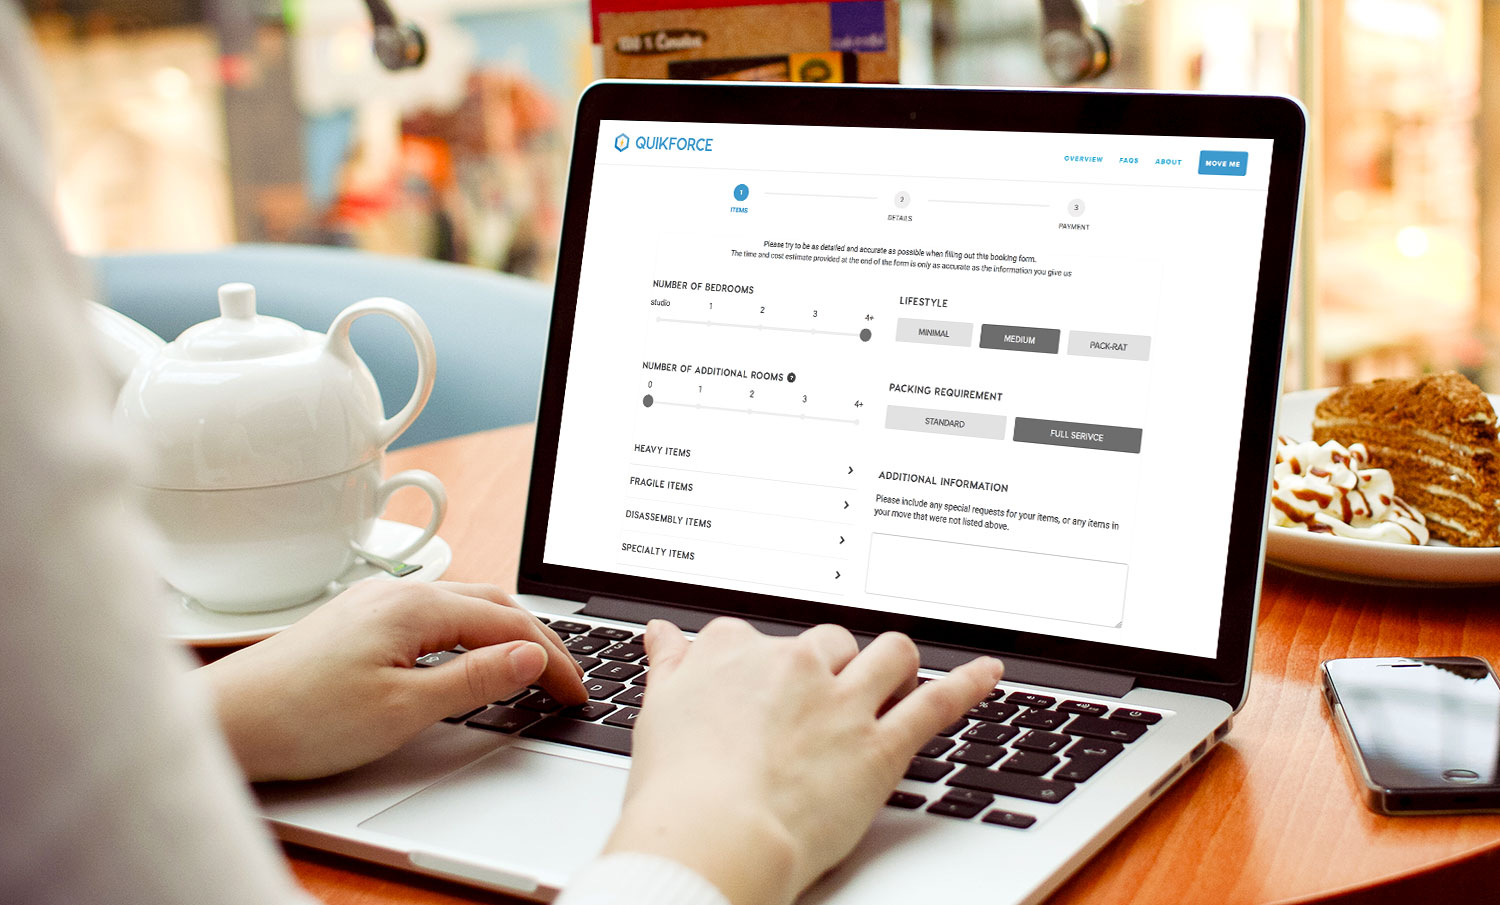 QUIKFORCE
OVERVIEW FAQS ABOUT MOVE ME
1 2 3
ITEMS DETAILS PAYMENT
Please try to be as detailed and accurate as possible when filling out this booking form.
The time and cost estimate provided at the end of the form is only as accurate as the information you give us
NUMBER OF BEDROOMS
studio 1 2 3 4+
NUMBER OF ADDITIONAL ROOMS ?
0 1 2 3 4+
HEAVY ITEMS
FRAGILE ITEMS
DISASSEMBLY ITEMS
SPECIALTY ITEMS
LIFESTYLE
MINIMAL MEDIUM PACK-RAT
PACKING REQUIREMENT
STANDARD FULL SERIVCE
ADDITIONAL INFORMATION
Please include any special requests for your items, or any items in
your move that were not listed above.